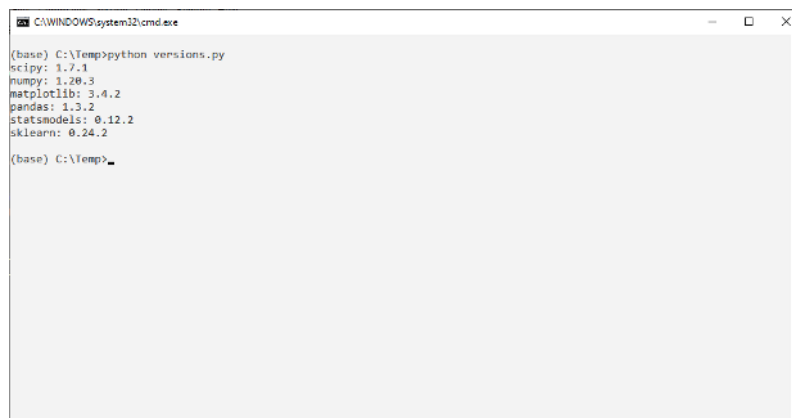 C:\WINDOWS\system32\cmd.exe
(base) C:\Temp>python versions.py
scipy: 1.7.1
numpy: 1.20.3
matplotlib: 3.4.2
pandas: 1.3.2
statsmodels: 0.12.2
sklearn: 0.24.2
(base) C:\Temp>